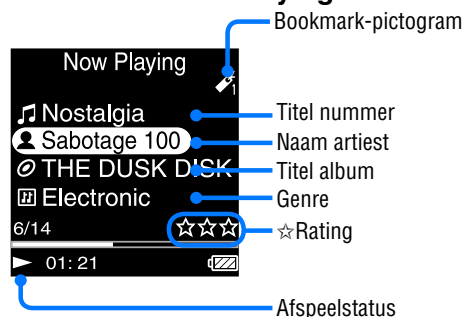 Bookmark-pictogram
Now Playing
1
Nostalgia
Titel nummer
Sabotage 100
Naam artiest
THE DUSK DISK
Titel album
Electronic
Genre
6/14
☆☆☆
☆Rating
01:21
Afspeelstatus